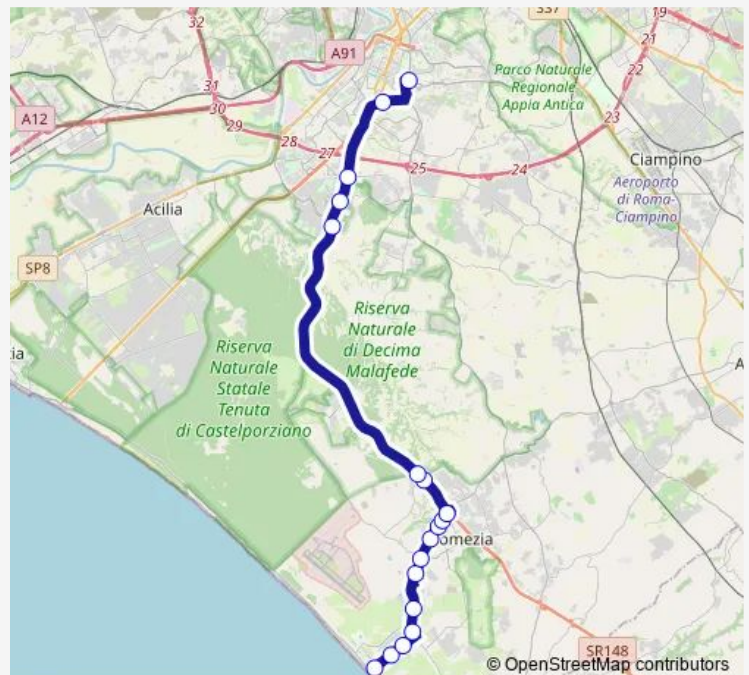 32
S37
19
A91
21
Parco Naturale
Regionale
Appia Antica
22
31
A12
30
29
28
23
27
25
24
Ciampino
Aeroporto
di Roma-
Ciampino
Acilia
SP8
Riserva
Naturale
di Decima
Malafede
ia
Riserva
Naturale
Statale
Tenuta
di Castelporziano
A
omezia
SR148
© OpenStreetMap contributors